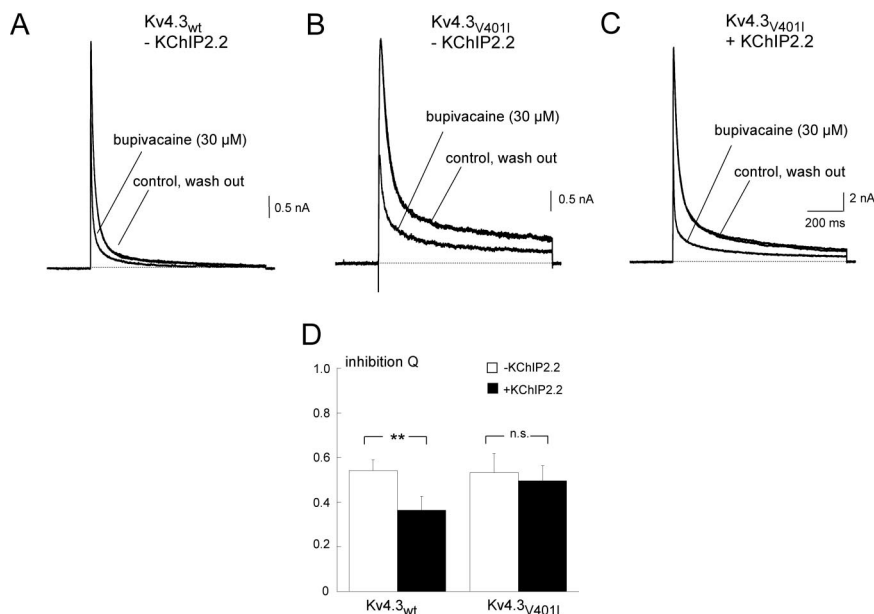 A
Kv4.3wt
- KChIP2.2
bupivacaine (30 µM)
control, wash out
0.5 nA
B
Kv4.3V401I
- KChIP2.2
bupivacaine (30 µM)
control, wash out
0.5 nA
C
Kv4.3V401I
+ KChIP2.2
bupivacaine (30 µM)
control, wash out
2 nA
200 ms
D
inhibition Q
-KChIP2.2
+KChIP2.2
1.0
0.8
0.6
0.4
0.2
0
**
n.s.
Kv4.3wt
Kv4.3V401I